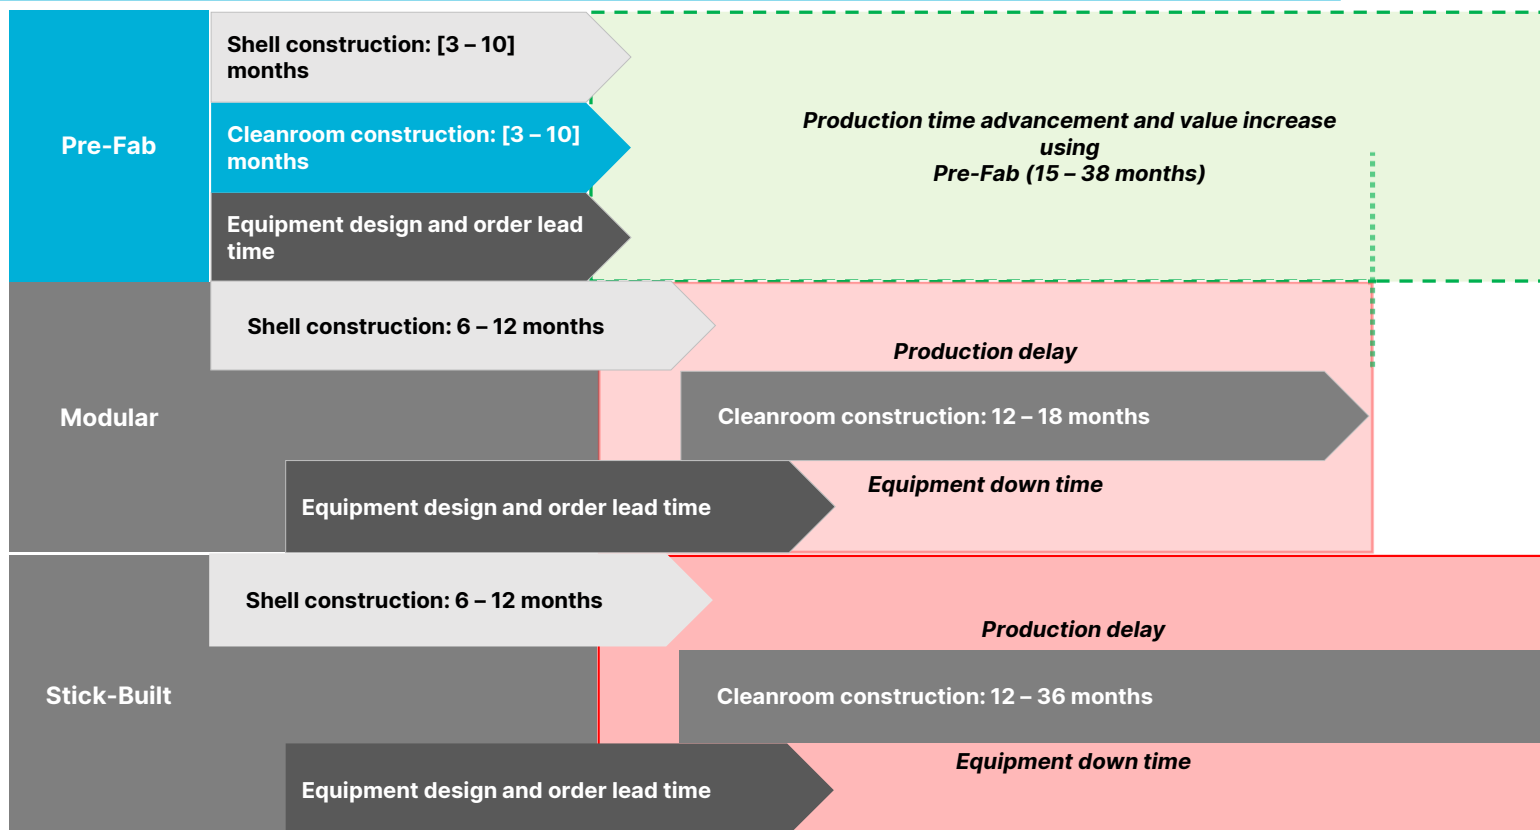 Pre-Fab
Shell construction: [3 – 10]
months
Cleanroom construction: [3 – 10]
months
Equipment design and order lead
time
Production time advancement and value increase
using
Pre-Fab (15 – 38 months)
Modular
Shell construction: 6 – 12 months
Production delay
Cleanroom construction: 12 – 18 months
Equipment down time
Equipment design and order lead time
Stick-Built
Shell construction: 6 – 12 months
Production delay
Cleanroom construction: 12 – 36 months
Equipment down time
Equipment design and order lead time